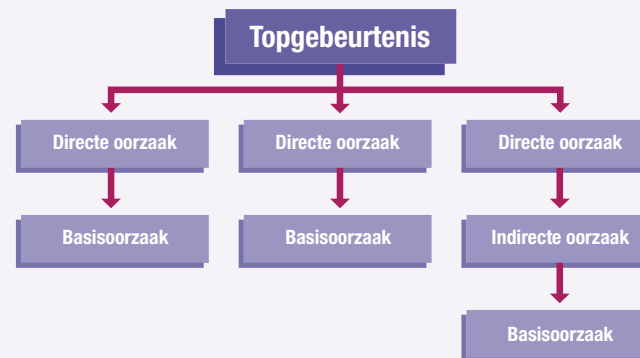 Topgebeurtenis
Directe oorzaak
Directe oorzaak
Directe oorzaak
Basisoorzaak
Basisoorzaak
Indirecte oorzaak
Basisoorzaak